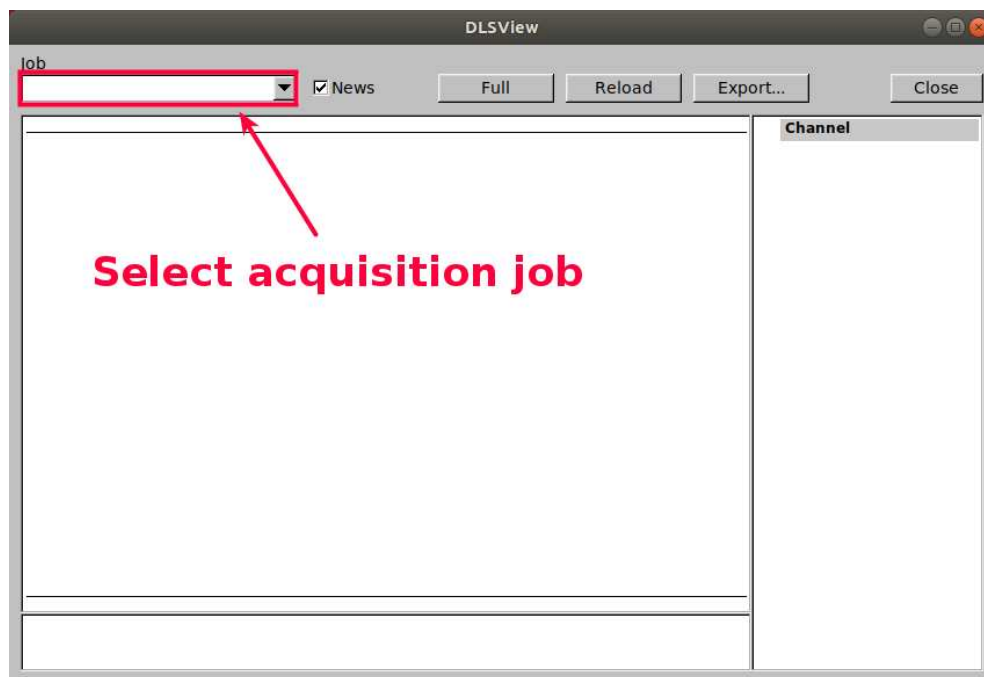 DLSView
Job
News Full Reload Export... Close
Channel
Select acquisition job